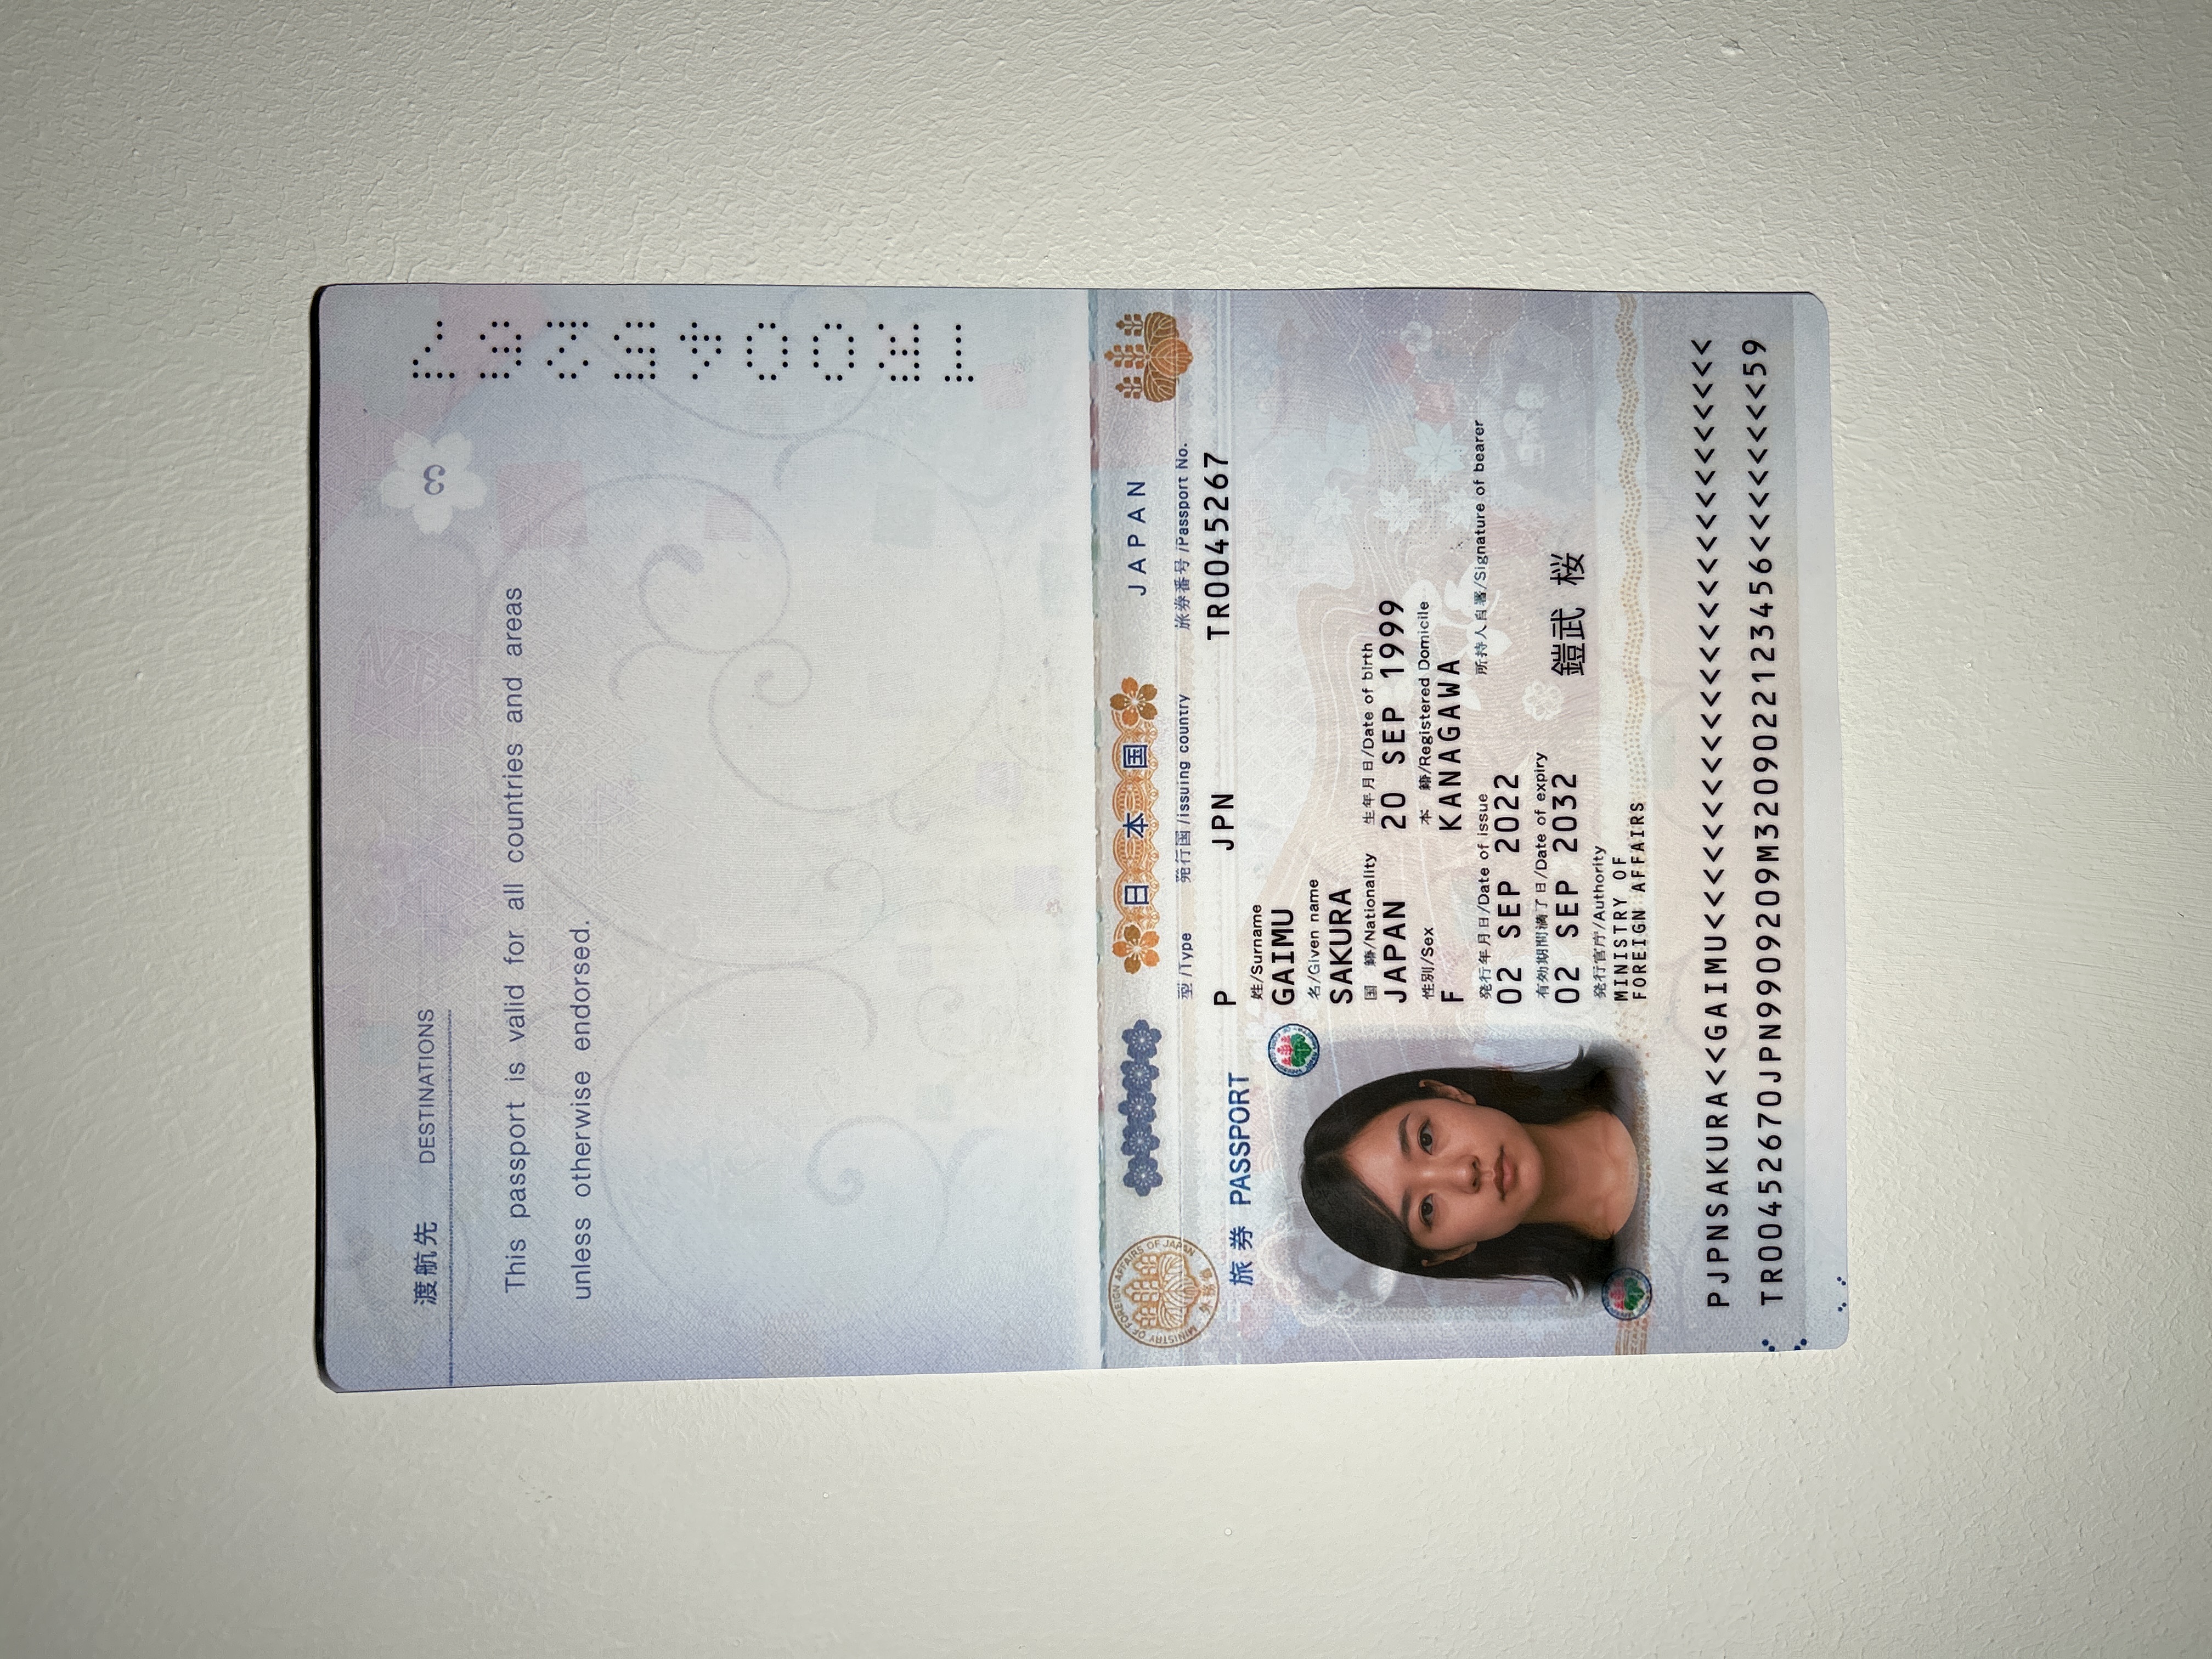 渡航先 DESTINATIONS
3
This passport is valid for all countries and areas
unless otherwise endorsed.
TR0045267
MINISTRY OF FOREIGN AFFAIRS OF JAPAN
外務省
日本国
JAPAN
型/Type 発行国/issuing country 旅券番号/Passport No.
旅券 PASSPORT
P JPN TR0045267
姓/Surname
GAIMU
名/Given name
SAKURA
国 籍/Nationality 生年月日/Date of birth
JAPAN 20 SEP 1999
性別/Sex 本 籍/Registered Domicile
F KANAGAWA
発行年月日/Date of issue 所持人自署/Signature of bearer
02 SEP 2022
有効期間満了日/Date of expiry
02 SEP 2032 鎧武 桜
発行官庁/Authority
MINISTRY OF
FOREIGN AFFAIRS
PJPNSAKURA<<GAIMU<<<<<<<<<<<<<<<<<<<<<<<<<<<
TR00452670JPN9909209M3209022123456<<<<<<<<59